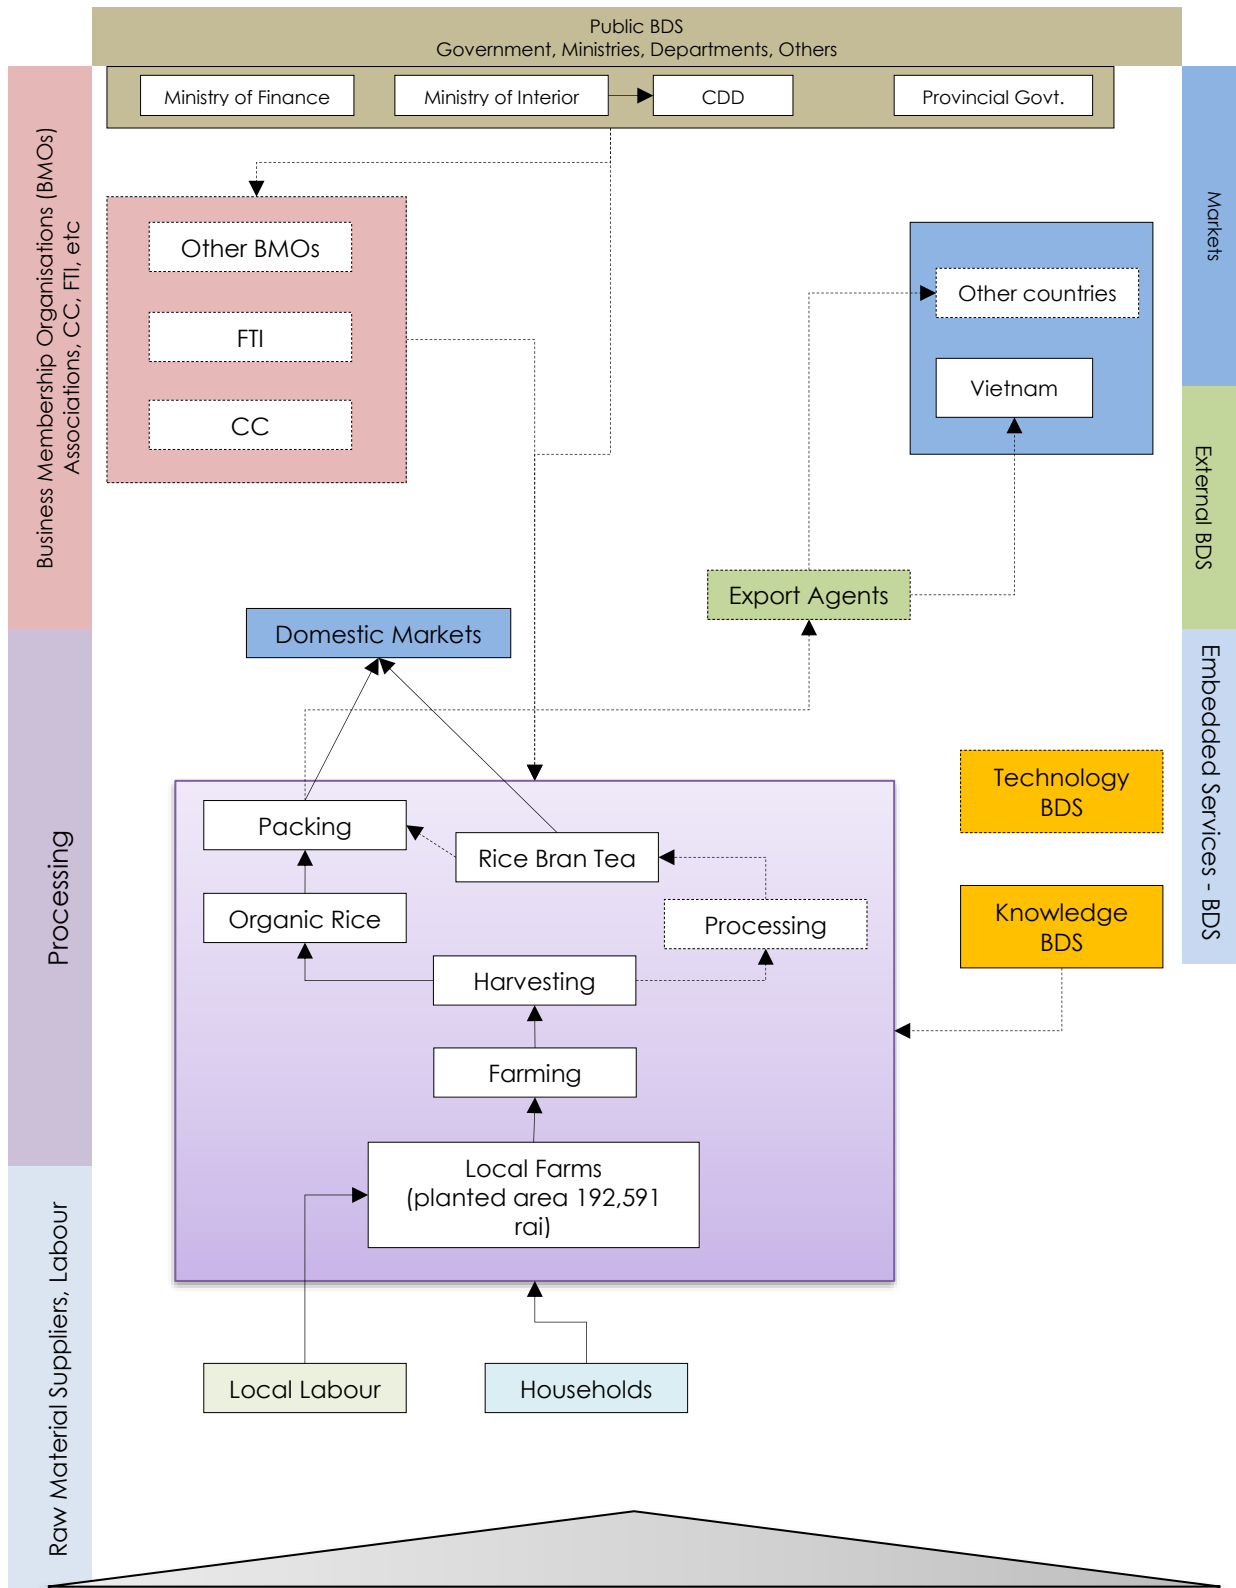 Public BDS
Government, Ministries, Departments, Others
Ministry of Finance
Ministry of Interior
CDD
Provincial Govt.
Business Membership Organisations (BMOs)
Associations, CC, FTI, etc
Other BMOs
FTI
CC
Markets
Other countries
Vietnam
External BDS
Export Agents
Domestic Markets
Embedded Services - BDS
Technology
BDS
Knowledge
BDS
Processing
Packing
Rice Bran Tea
Organic Rice
Processing
Harvesting
Farming
Local Farms
(planted area 192,591
rai)
Raw Material Suppliers, Labour
Local Labour
Households